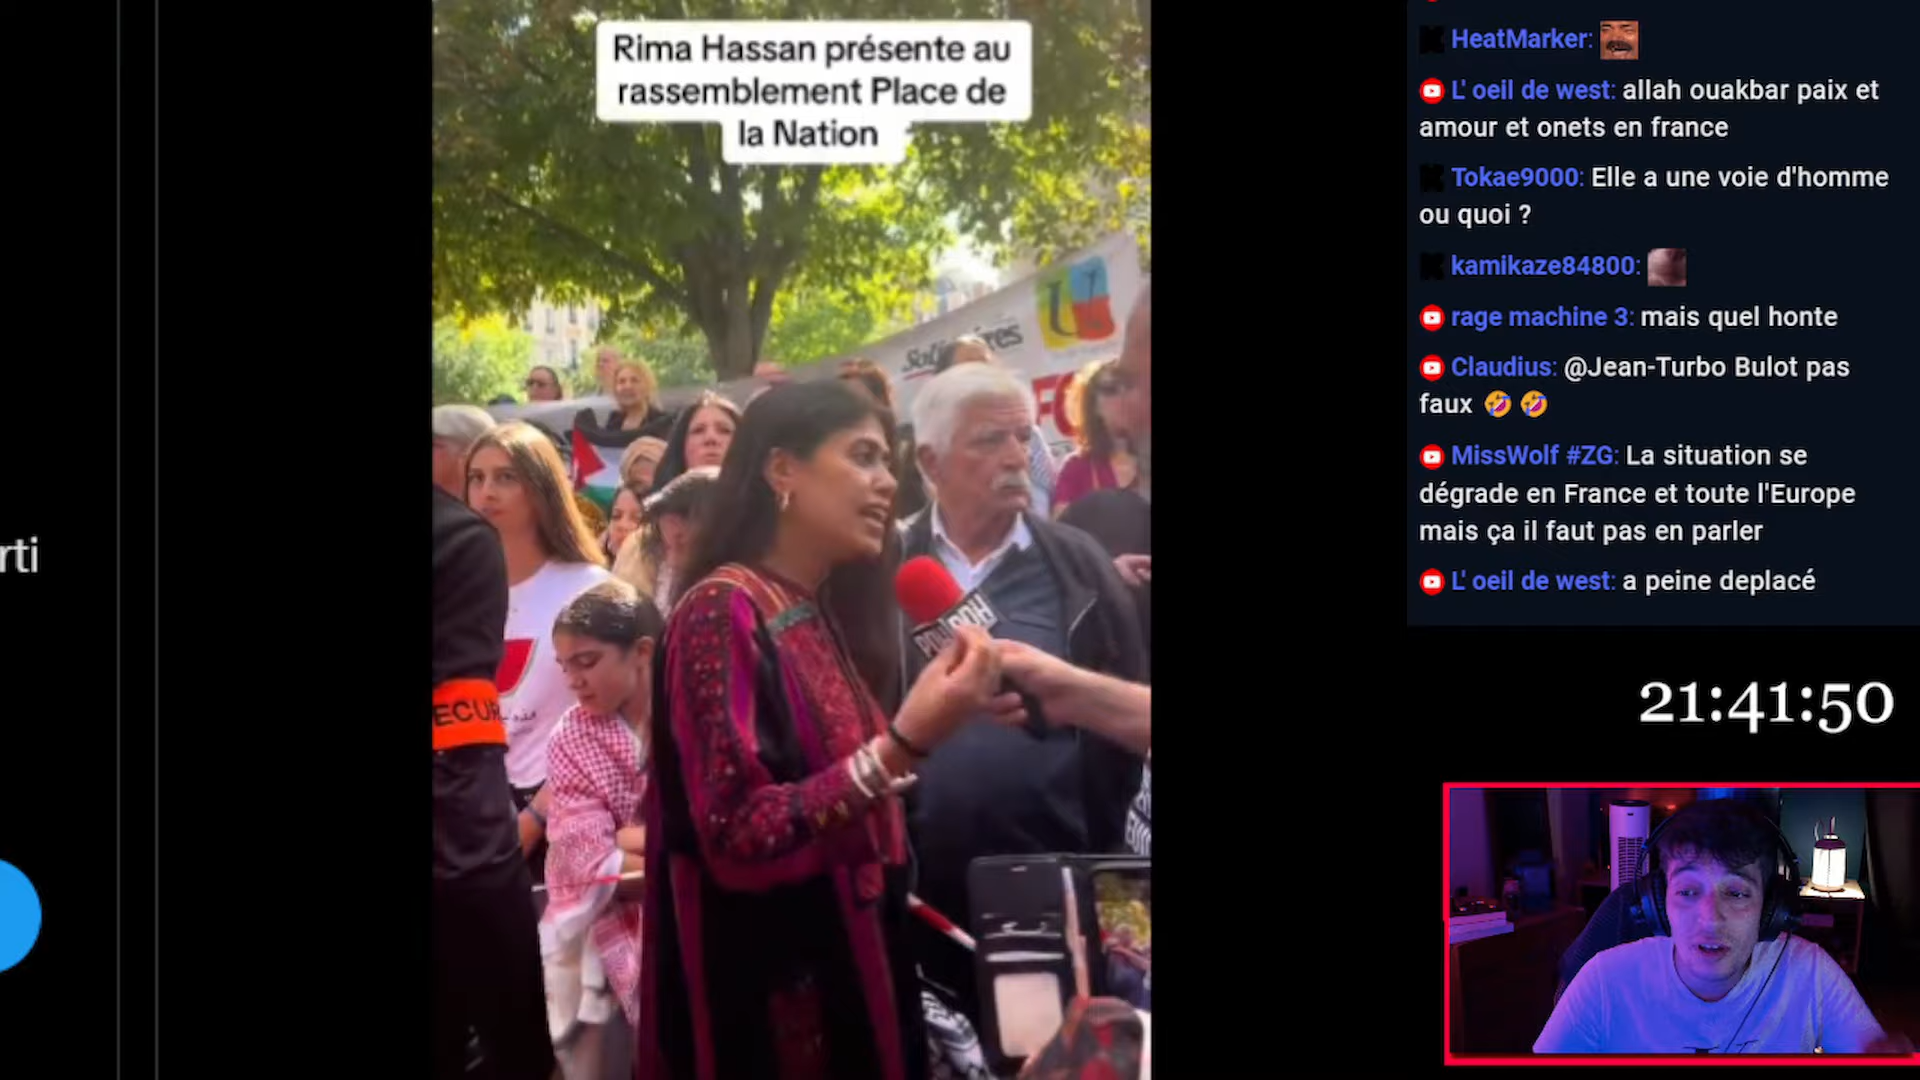 Rima Hassan présente au
rassemblement Place de
la Nation
rti
Solidaires
ECUR
HeatMarker:
L' oeil de west: allah ouakbar paix et
amour et onets en france
Tokae9000: Elle a une voie d'homme
ou quoi ?
kamikaze84800:
rage machine 3: mais quel honte
Claudius: @Jean-Turbo Bulot pas
faux 🤣 🤣
MissWolf #ZG: La situation se
dégrade en France et toute l'Europe
mais ça il faut pas en parler
L' oeil de west: a peine deplacé
21:41:50